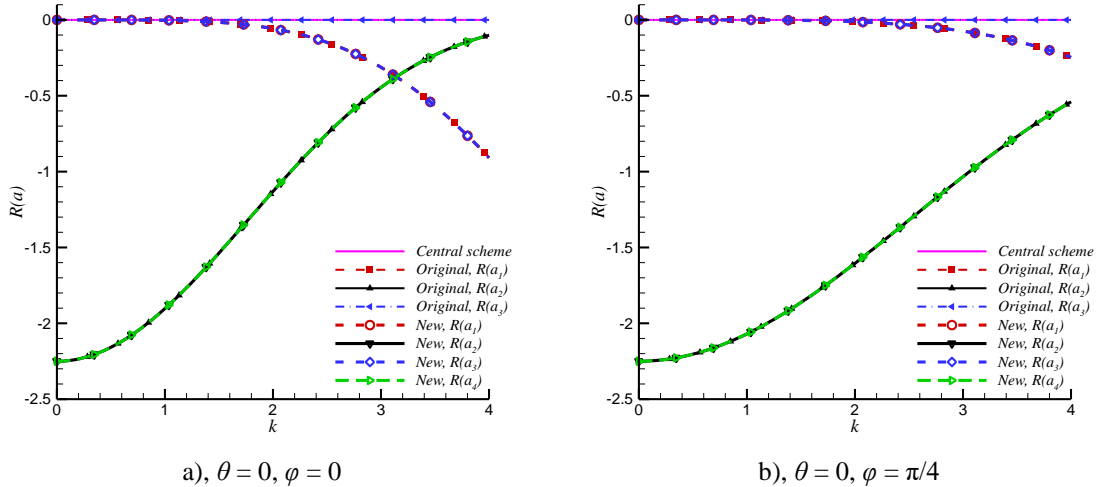 0
-0.5
-1
-1.5
-2
-2.5
R(a)
0 1 2 3 4
k
Central scheme
Original, R(a₁)
Original, R(a₂)
Original, R(a₃)
New, R(a₁)
New, R(a₂)
New, R(a₃)
New, R(a₄)
a), θ = 0, φ = 0
0
-0.5
-1
-1.5
-2
-2.5
R(a)
0 1 2 3 4
k
Central scheme
Original, R(a₁)
Original, R(a₂)
Original, R(a₃)
New, R(a₁)
New, R(a₂)
New, R(a₃)
New, R(a₄)
b), θ = 0, φ = π/4